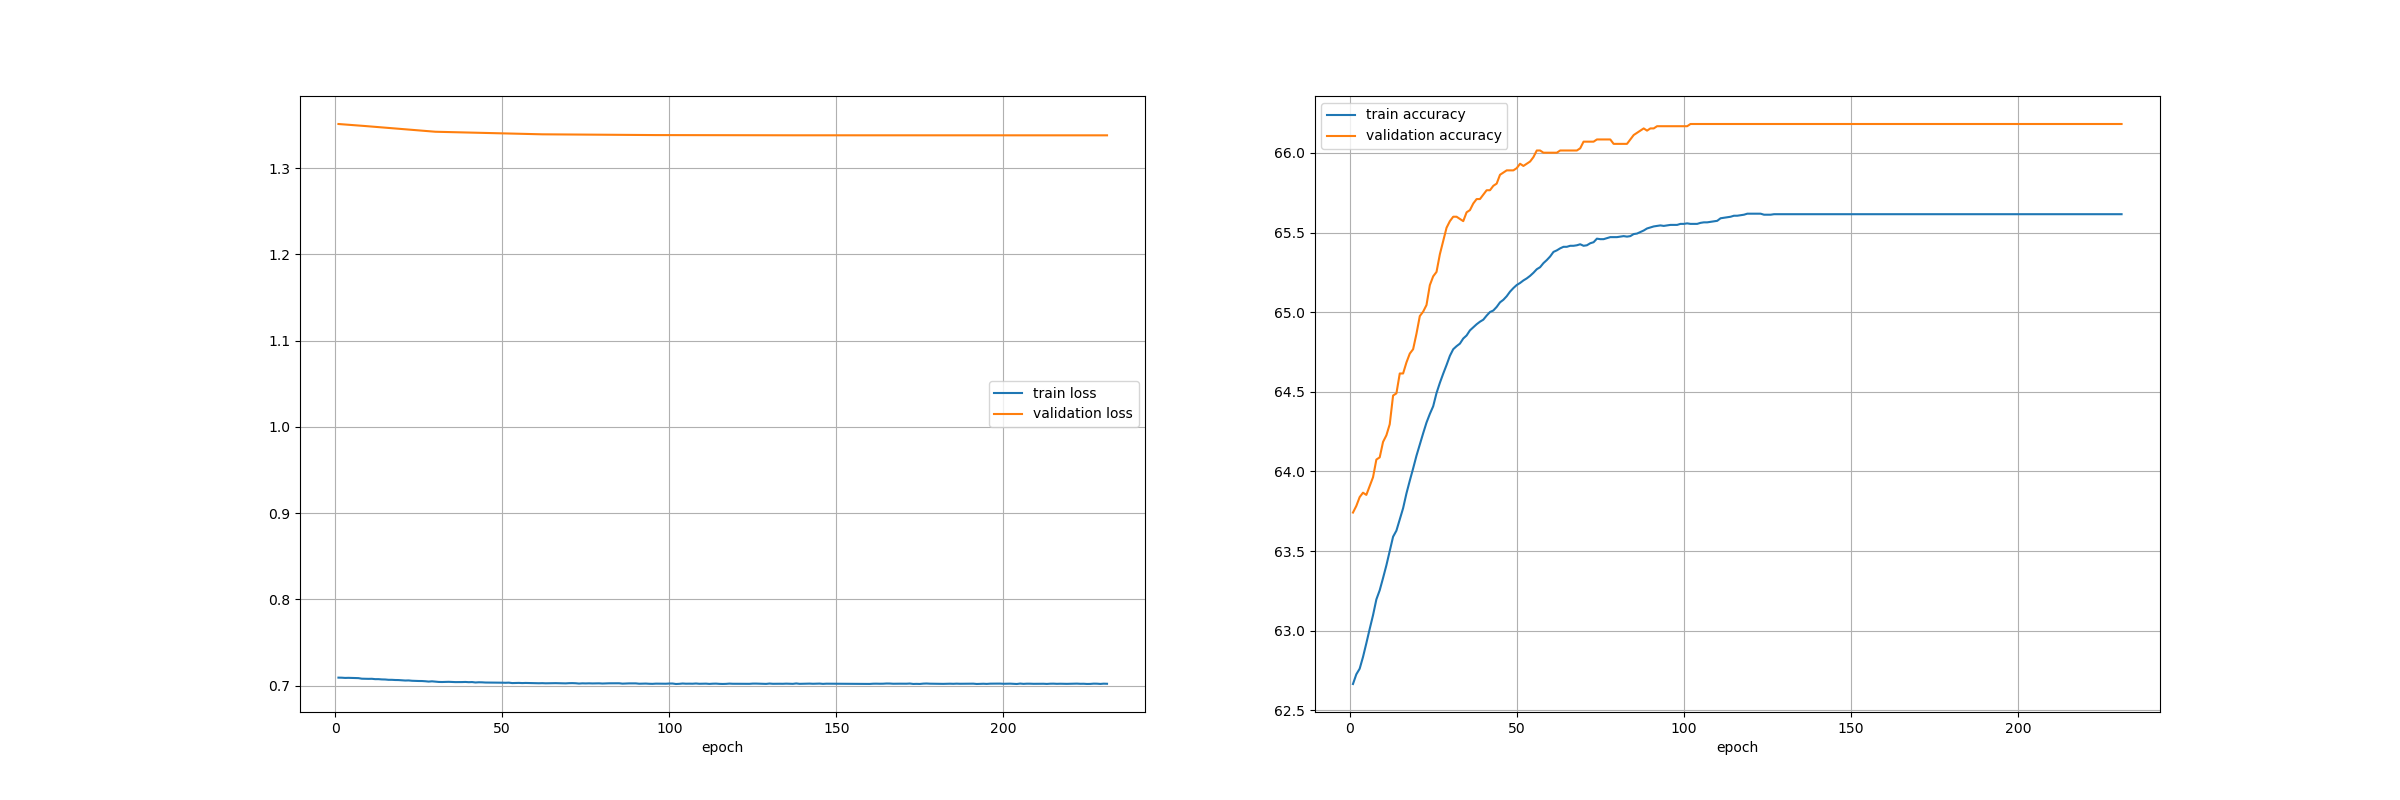 1.3
1.2
1.1
1.0
0.9
0.8
0.7
0 50 100 150 200
epoch
train loss
validation loss
train accuracy
validation accuracy
66.0
65.5
65.0
64.5
64.0
63.5
63.0
62.5
0 50 100 150 200
epoch